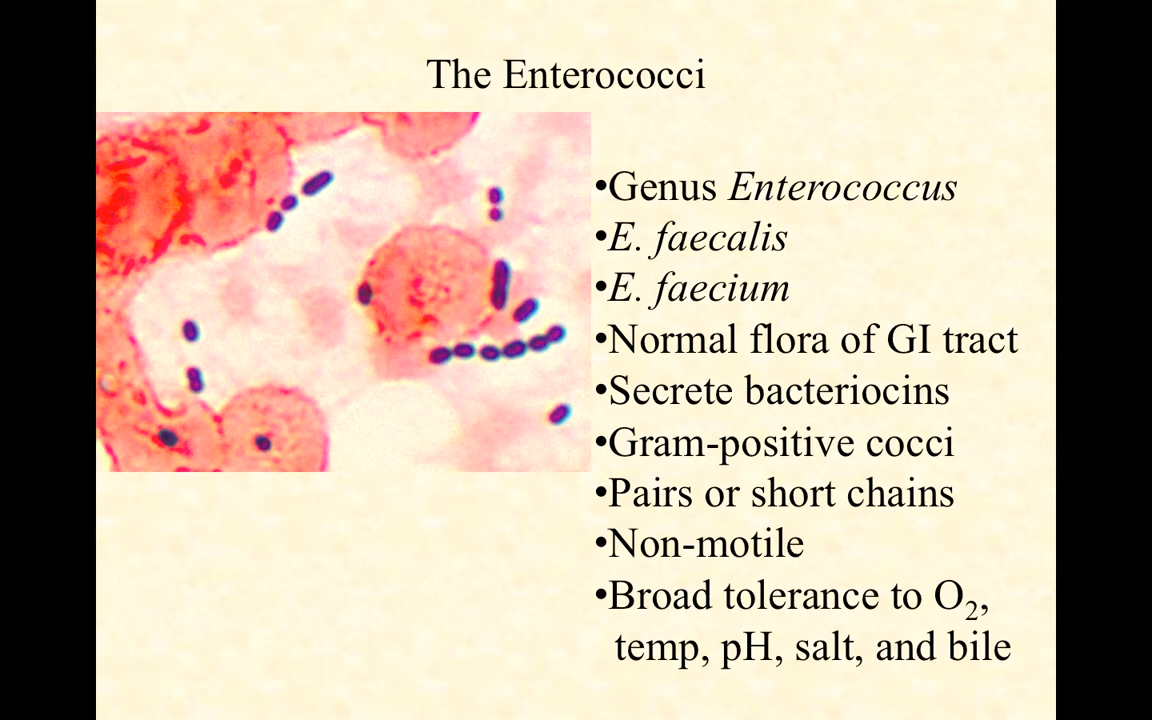 The Enterococci
•Genus Enterococcus
•E. faecalis
•E. faecium
•Normal flora of GI tract
•Secrete bacteriocins
•Gram-positive cocci
•Pairs or short chains
•Non-motile
•Broad tolerance to O₂,
temp, pH, salt, and bile